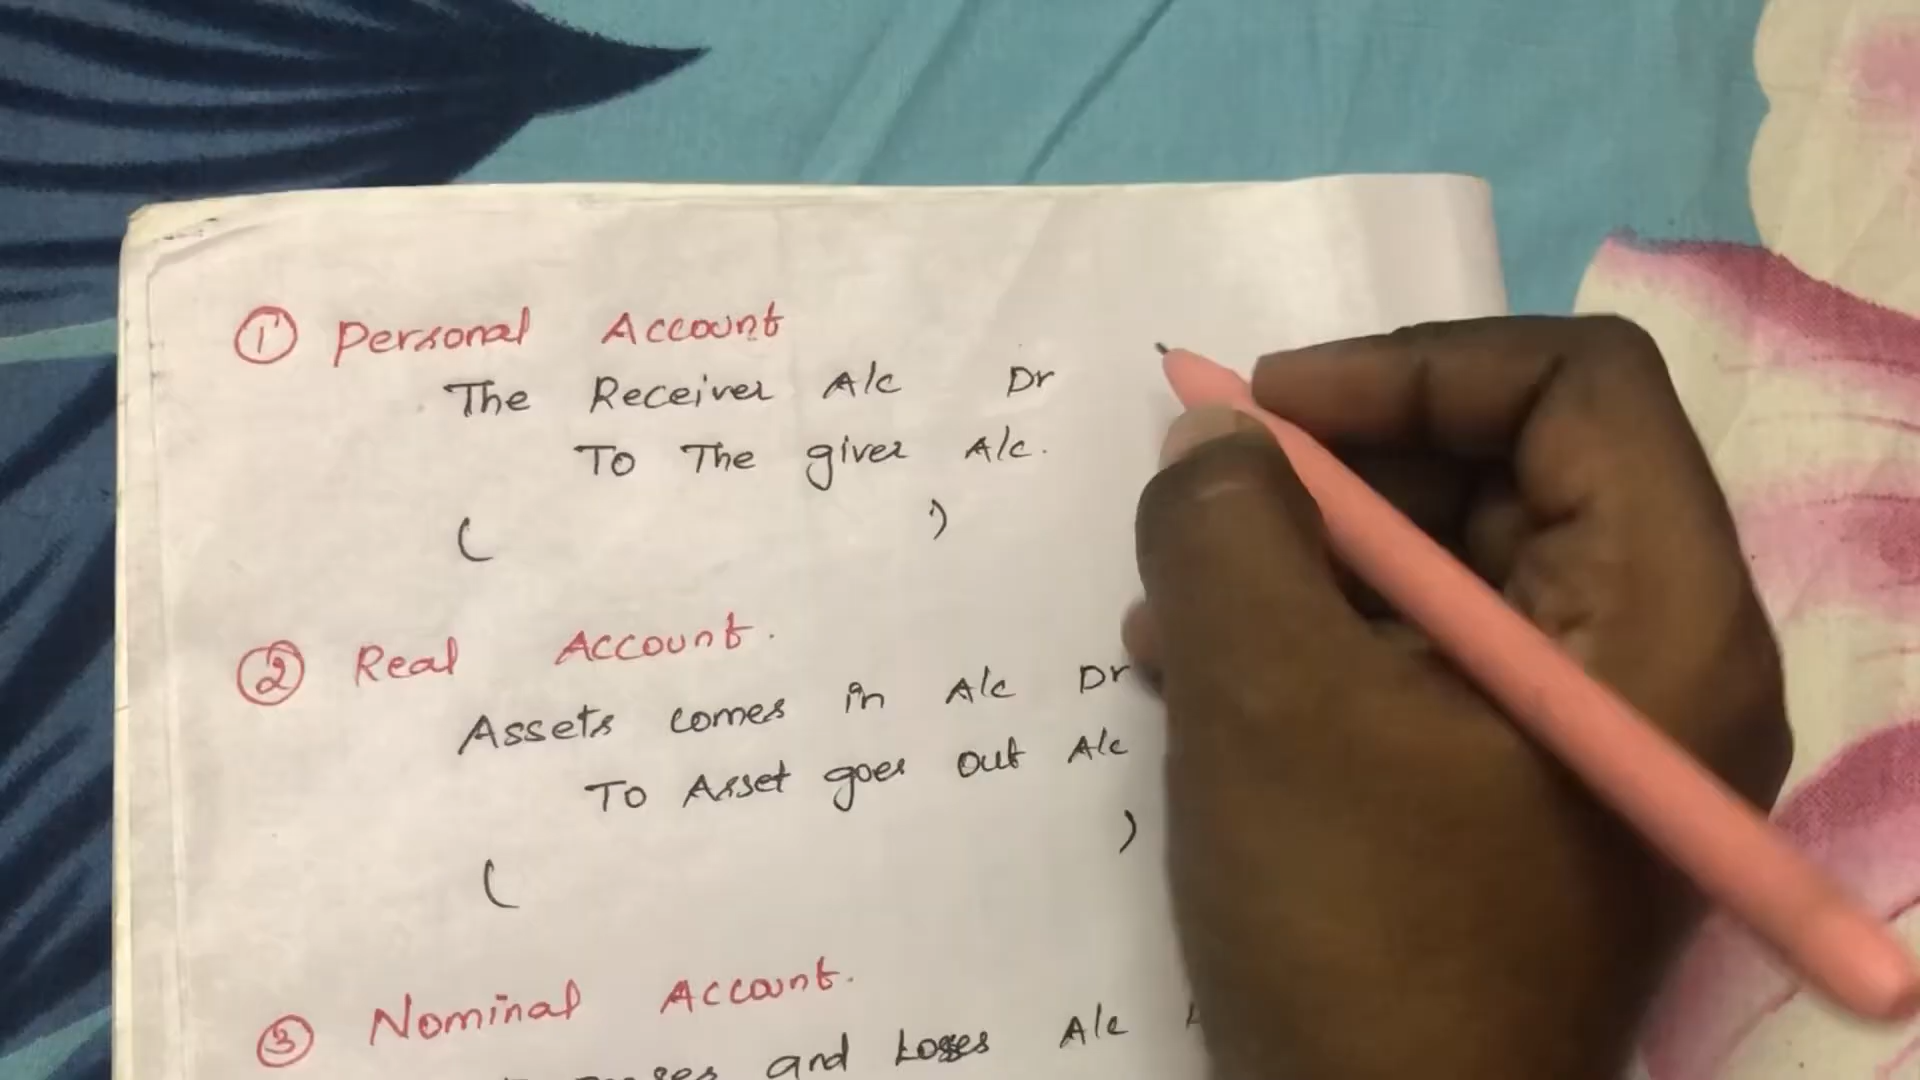 ① Personal Account
The Receiver A/c Dr
To The giver A/c.
( )
② Real Account.
Assets comes in A/c Dr
To Asset goes out A/c
( )
③ Nominal Account.
and Losses A/c